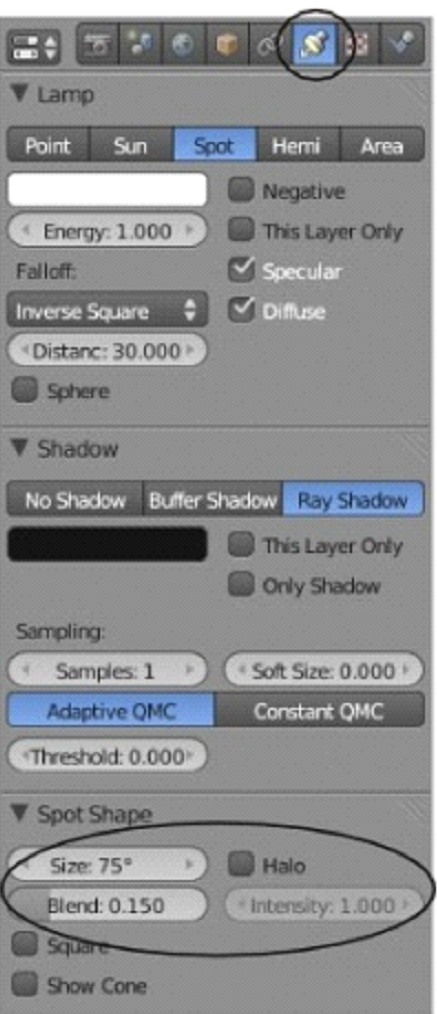 Lamp
Point Sun Spot Hemi Area
Negative
Energy: 1.000 This Layer Only
Falloff: Specular
Inverse Square Diffuse
Distanc: 30.000
Sphere
Shadow
No Shadow Buffer Shadow Ray Shadow
This Layer Only
Only Shadow
Sampling:
Samples: 1 Soft Size: 0.000
Adaptive QMC Constant QMC
Threshold: 0.000
Spot Shape
Size: 75° Halo
Blend: 0.150 Intensity: 1.000
Square
Show Cone